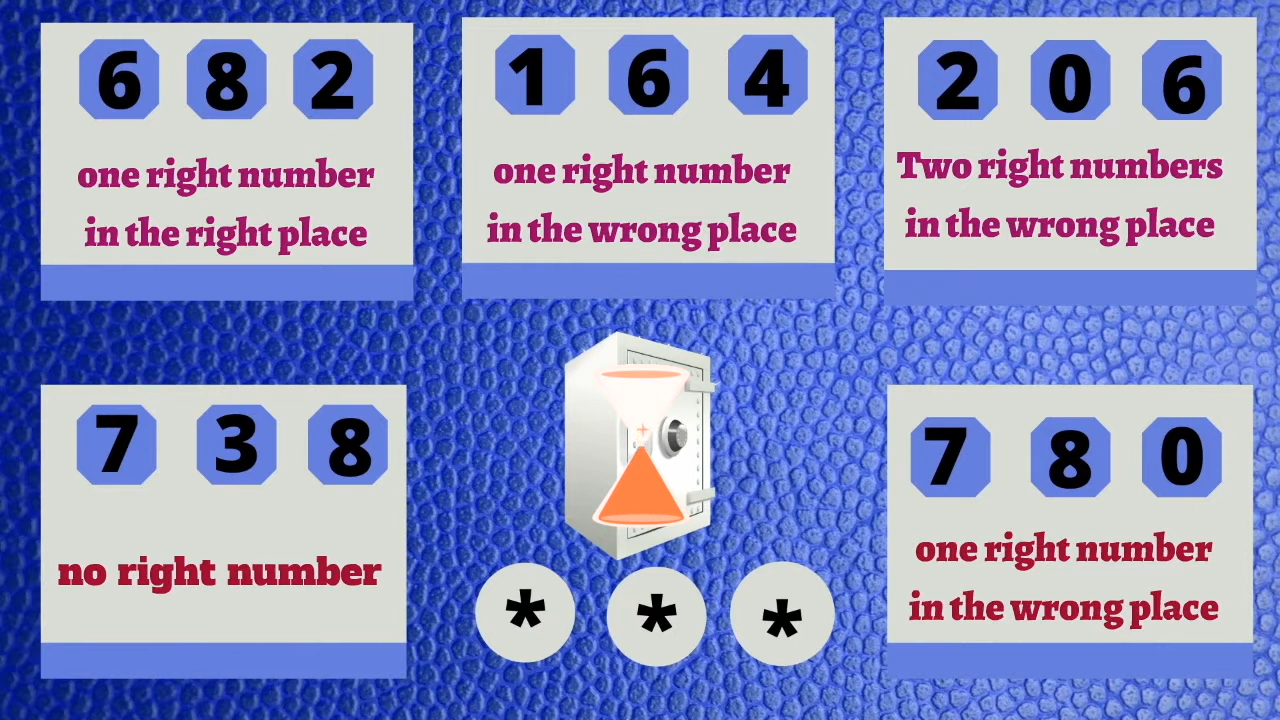 6 8 2
one right number
in the right place
1 6 4
one right number
in the wrong place
2 0 6
Two right numbers
in the wrong place
7 3 8
no right number
* * *
7 8 0
one right number
in the wrong place